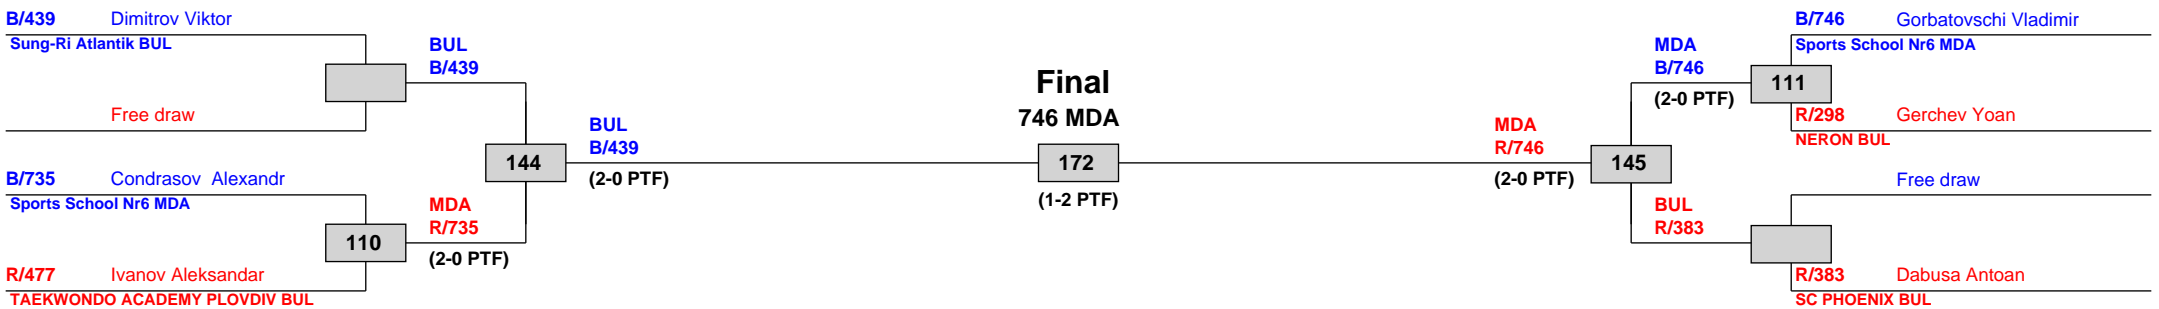 B/439 Dimitrov Viktor
Sung-Ri Atlantik BUL
Free draw
B/735 Condrasov Alexandr
Sports School Nr6 MDA
110
R/477 Ivanov Aleksandar
TAEKWONDO ACADEMY PLOVDIV BUL
BUL
B/439
MDA
R/735
(2-0 PTF)
144
BUL
B/439
(2-0 PTF)
Final
746 MDA
172
(1-2 PTF)
MDA
R/746
(2-0 PTF)
145
MDA
B/746
(2-0 PTF)
BUL
R/383
B/746 Gorbatovschi Vladimir
Sports School Nr6 MDA
111
R/298 Gerchev Yoan
NERON BUL
Free draw
R/383 Dabusa Antoan
SC PHOENIX BUL